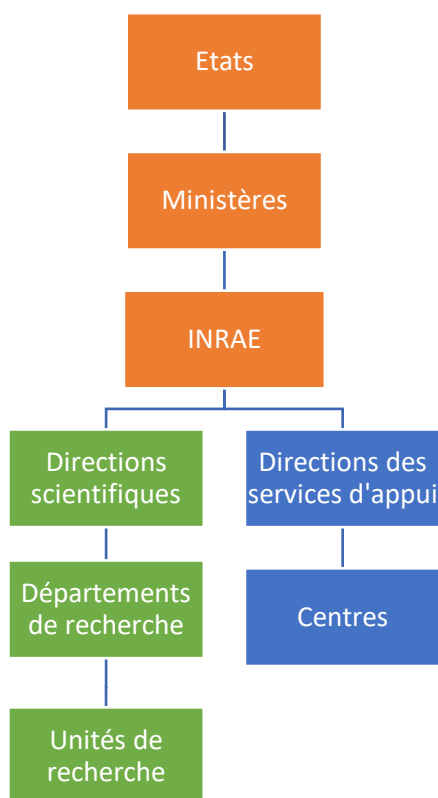 Etats
Ministères
INRAE
Directions
scientifiques
Directions des
services d'appui
Départements
de recherche
Centres
Unités de
recherche